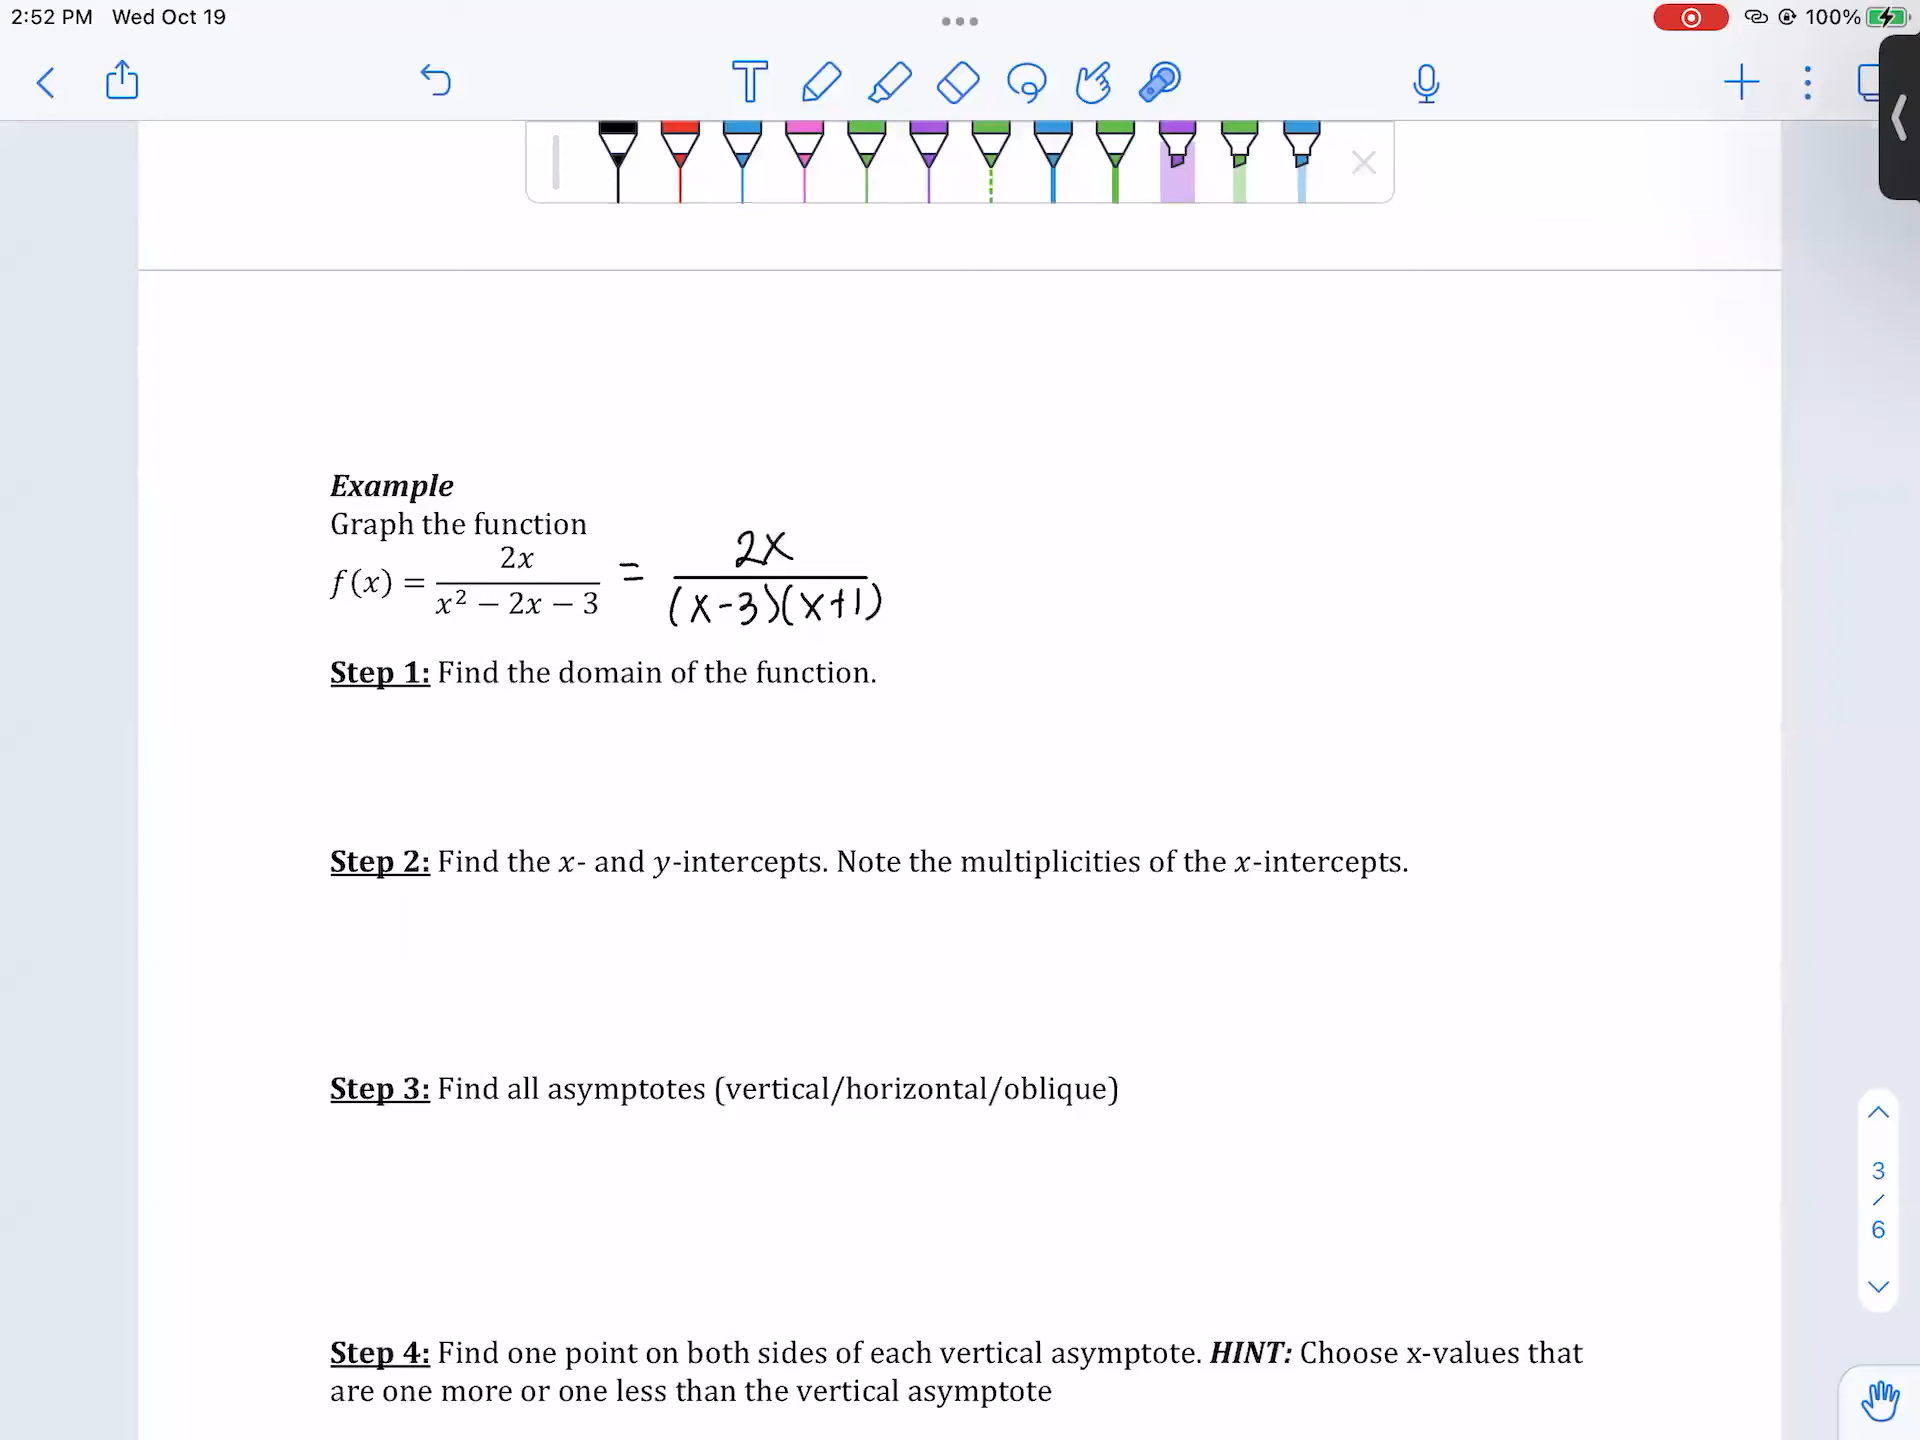 2:52 PM Wed Oct 19
100%
Example
Graph the function
f(x) = 2x / (x² − 2x − 3) = 2x / ((x-3)(x+1))
Step 1: Find the domain of the function.
Step 2: Find the x- and y-intercepts. Note the multiplicities of the x-intercepts.
Step 3: Find all asymptotes (vertical/horizontal/oblique)
3
/
6
Step 4: Find one point on both sides of each vertical asymptote. HINT: Choose x-values that
are one more or one less than the vertical asymptote